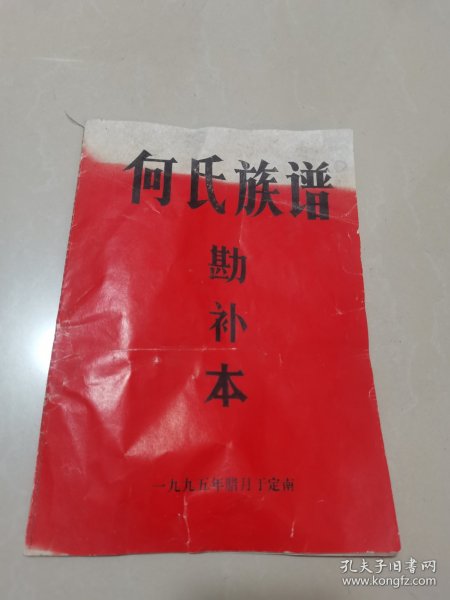 何氏族谱
勘
补
本
一九九五年腊月于定南
孔夫子旧书网
www.kongfz.com